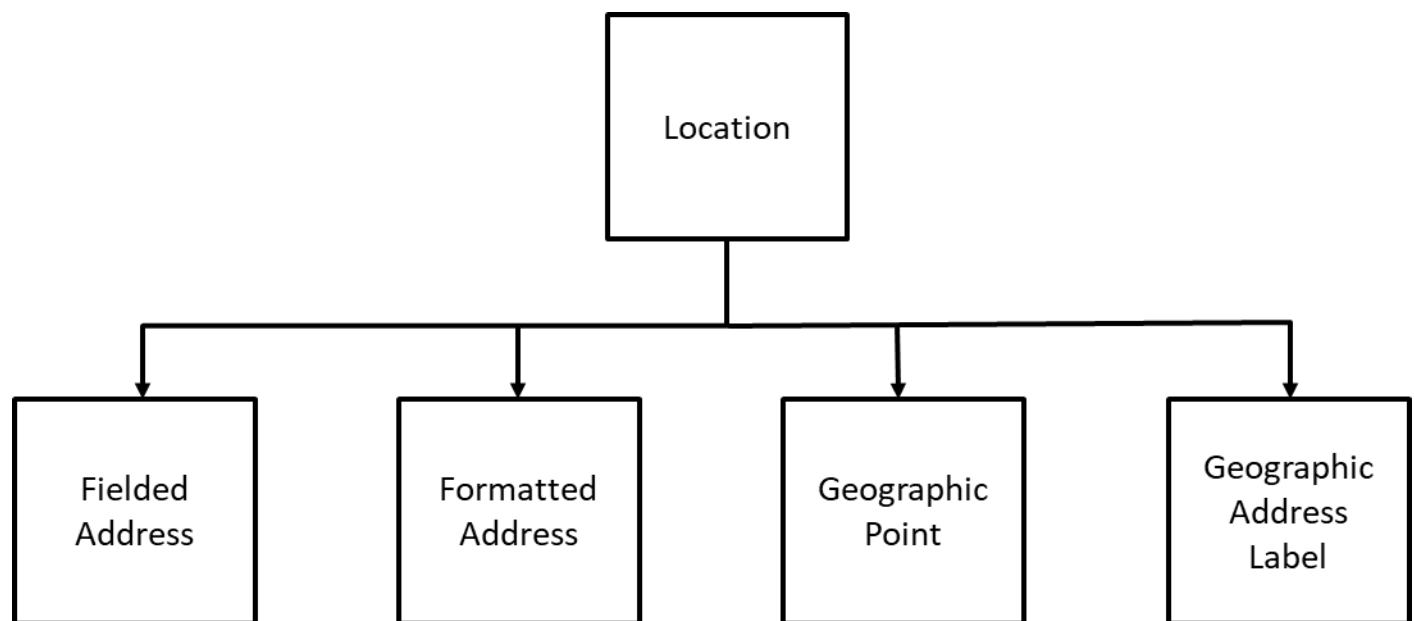 Location
Fielded
Address
Formatted
Address
Geographic
Point
Geographic
Address
Label